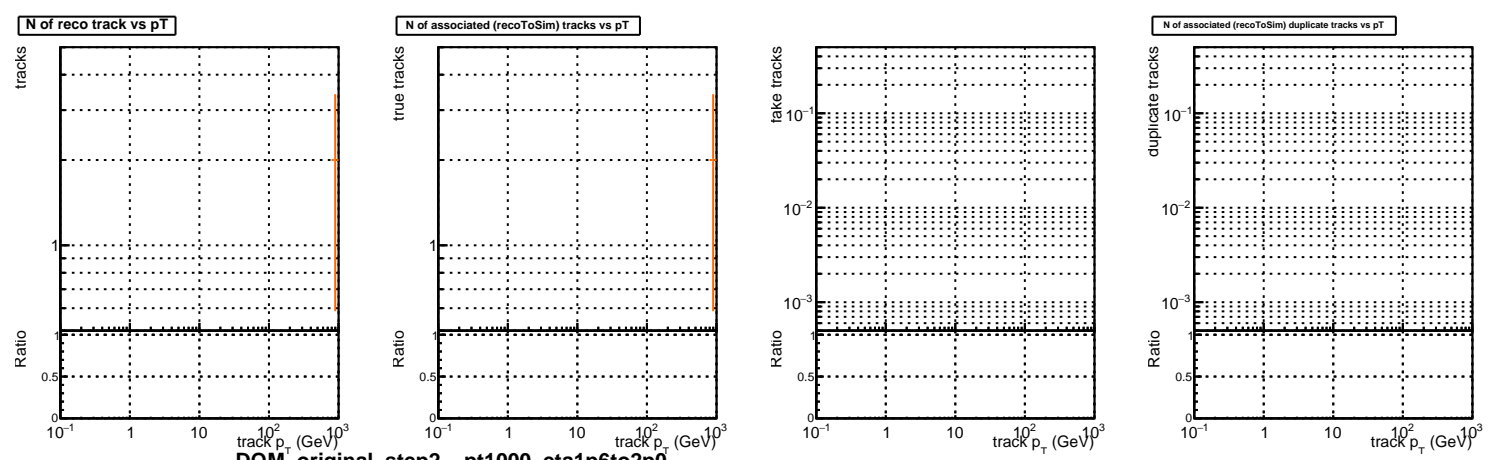 N of reco track vs pT
tracks
1
Ratio
1
0.5
0
10⁻¹ 1 10 10² 10³
track p_T (GeV)
N of associated (recoToSim) tracks vs pT
true tracks
1
Ratio
1
0.5
0
10⁻¹ 1 10 10² 10³
track p_T (GeV)
fake tracks
10⁻¹
10⁻²
10⁻³
Ratio
1
0.5
0
10⁻¹ 1 10 10² 10³
track p_T (GeV)
N of associated (recoToSim) duplicate tracks vs pT
duplicate tracks
10⁻¹
10⁻²
10⁻³
Ratio
1
0.5
0
10⁻¹ 1 10 10² 10³
track p_T (GeV)